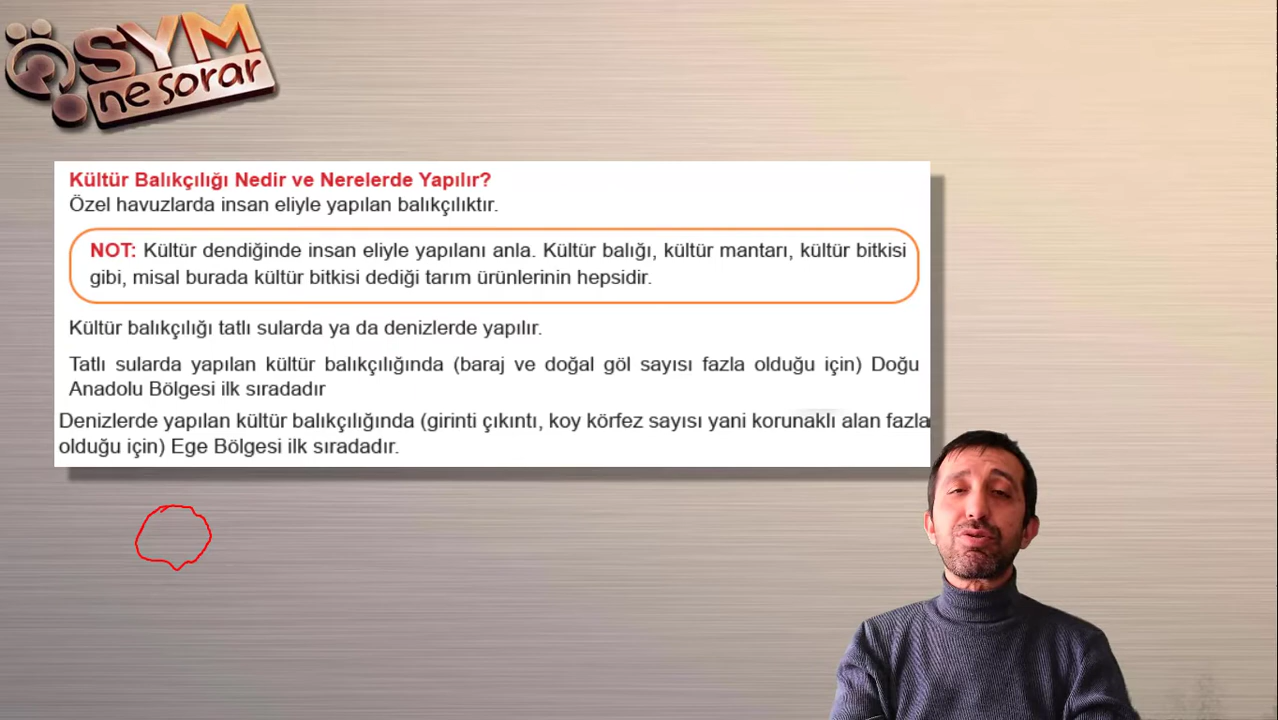 ÖSYM
ne sorar
Kültür Balıkçılığı Nedir ve Nerelerde Yapılır?
Özel havuzlarda insan eliyle yapılan balıkçılıktır.
NOT: Kültür dendiğinde insan eliyle yapılanı anla. Kültür balığı, kültür mantarı, kültür bitkisi
gibi, misal burada kültür bitkisi dediği tarım ürünlerinin hepsidir.
Kültür balıkçılığı tatlı sularda ya da denizlerde yapılır.
Tatlı sularda yapılan kültür balıkçılığında (baraj ve doğal göl sayısı fazla olduğu için) Doğu
Anadolu Bölgesi ilk sıradadır
Denizlerde yapılan kültür balıkçılığında (girinti çıkıntı, koy körfez sayısı yani korunaklı alan fazla
olduğu için) Ege Bölgesi ilk sıradadır.